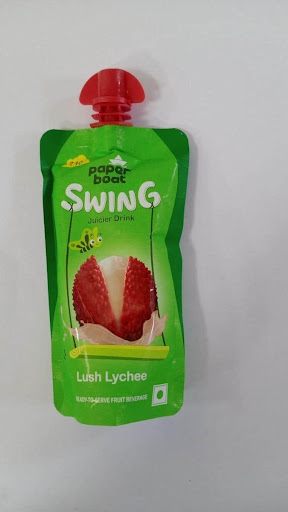 paper
boat
SWING
Juicier Drink
Lush Lychee
READY-TO-SERVE FRUIT BEVERAGE